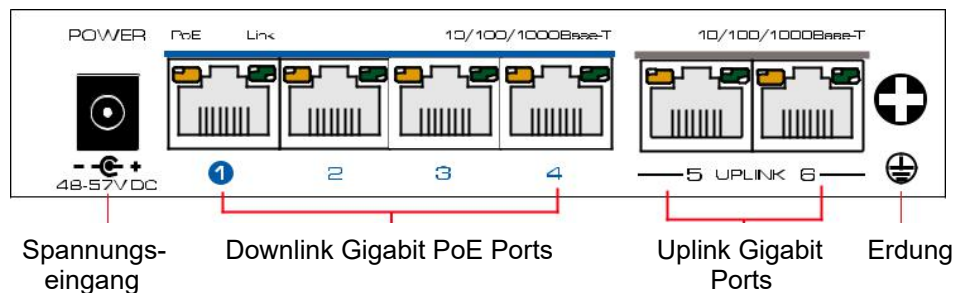 POWER PoE Link 10/100/1000Base-T 10/100/1000Base-T
- +
48-57V DC
1 2 3 4 5 UPLINK 6
Spannungs-
eingang
Downlink Gigabit PoE Ports
Uplink Gigabit
Ports
Erdung